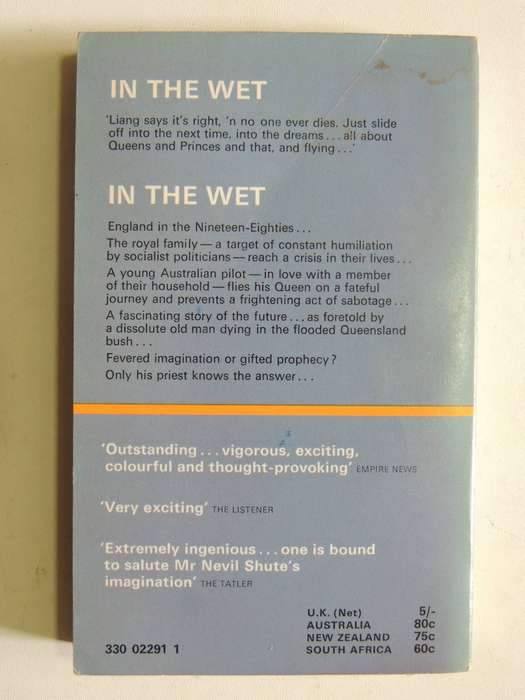 IN THE WET
'Liang says it's right, 'n no one ever dies. Just slide
off into the next time, into the dreams... all about
Queens and Princes and that, and flying...'
IN THE WET
England in the Nineteen-Eighties...
The royal family — a target of constant humiliation
by socialist politicians — reach a crisis in their lives...
A young Australian pilot — in love with a member
of their household — flies his Queen on a fateful
journey and prevents a frightening act of sabotage...
A fascinating story of the future... as foretold by
a dissolute old man dying in the flooded Queensland
bush...
Fevered imagination or gifted prophecy?
Only his priest knows the answer...
'Outstanding... vigorous, exciting,
colourful and thought-provoking' EMPIRE NEWS
'Very exciting' THE LISTENER
'Extremely ingenious... one is bound
to salute Mr Nevil Shute's
imagination' THE TATLER
U.K. (Net) 5/-
AUSTRALIA 80c
NEW ZEALAND 75c
330 02291 1 SOUTH AFRICA 60c